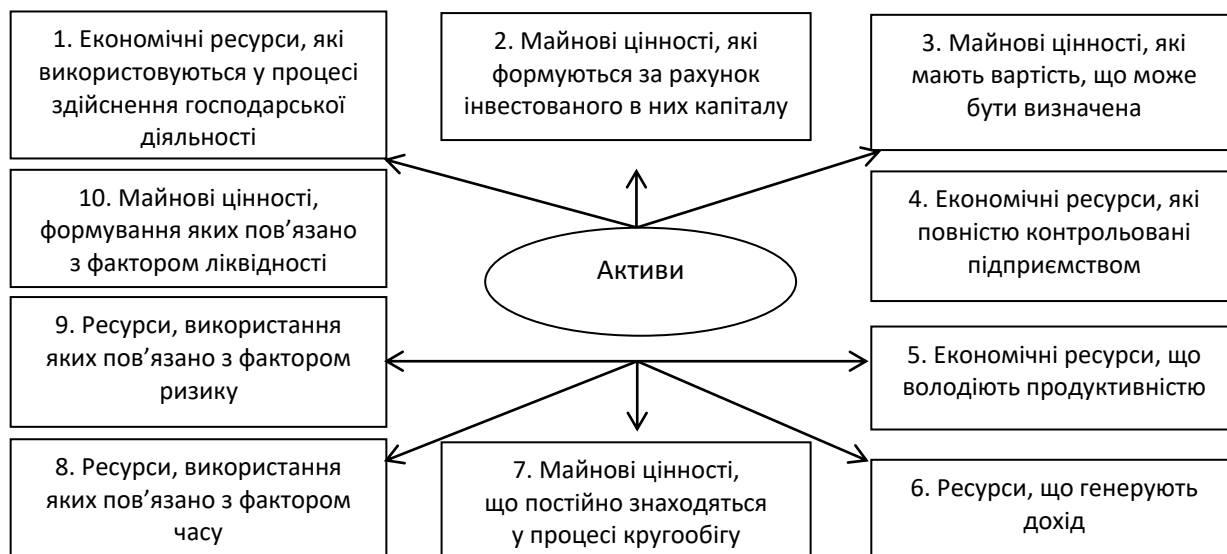 1. Економічні ресурси, які
використовуються у процесі
здійснення господарської
діяльності
2. Майнові цінності, які
формуються за рахунок
інвестованого в них капіталу
3. Майнові цінності, які
мають вартість, що може
бути визначена
10. Майнові цінності,
формування яких пов’язано
з фактором ліквідності
Активи
4. Економічні ресурси, які
повністю контрольовані
підприємством
9. Ресурси, використання
яких пов’язано з фактором
ризику
5. Економічні ресурси, що
володіють продуктивністю
8. Ресурси, використання
яких пов’язано з фактором
часу
7. Майнові цінності,
що постійно знаходяться
у процесі кругообігу
6. Ресурси, що генерують
дохід